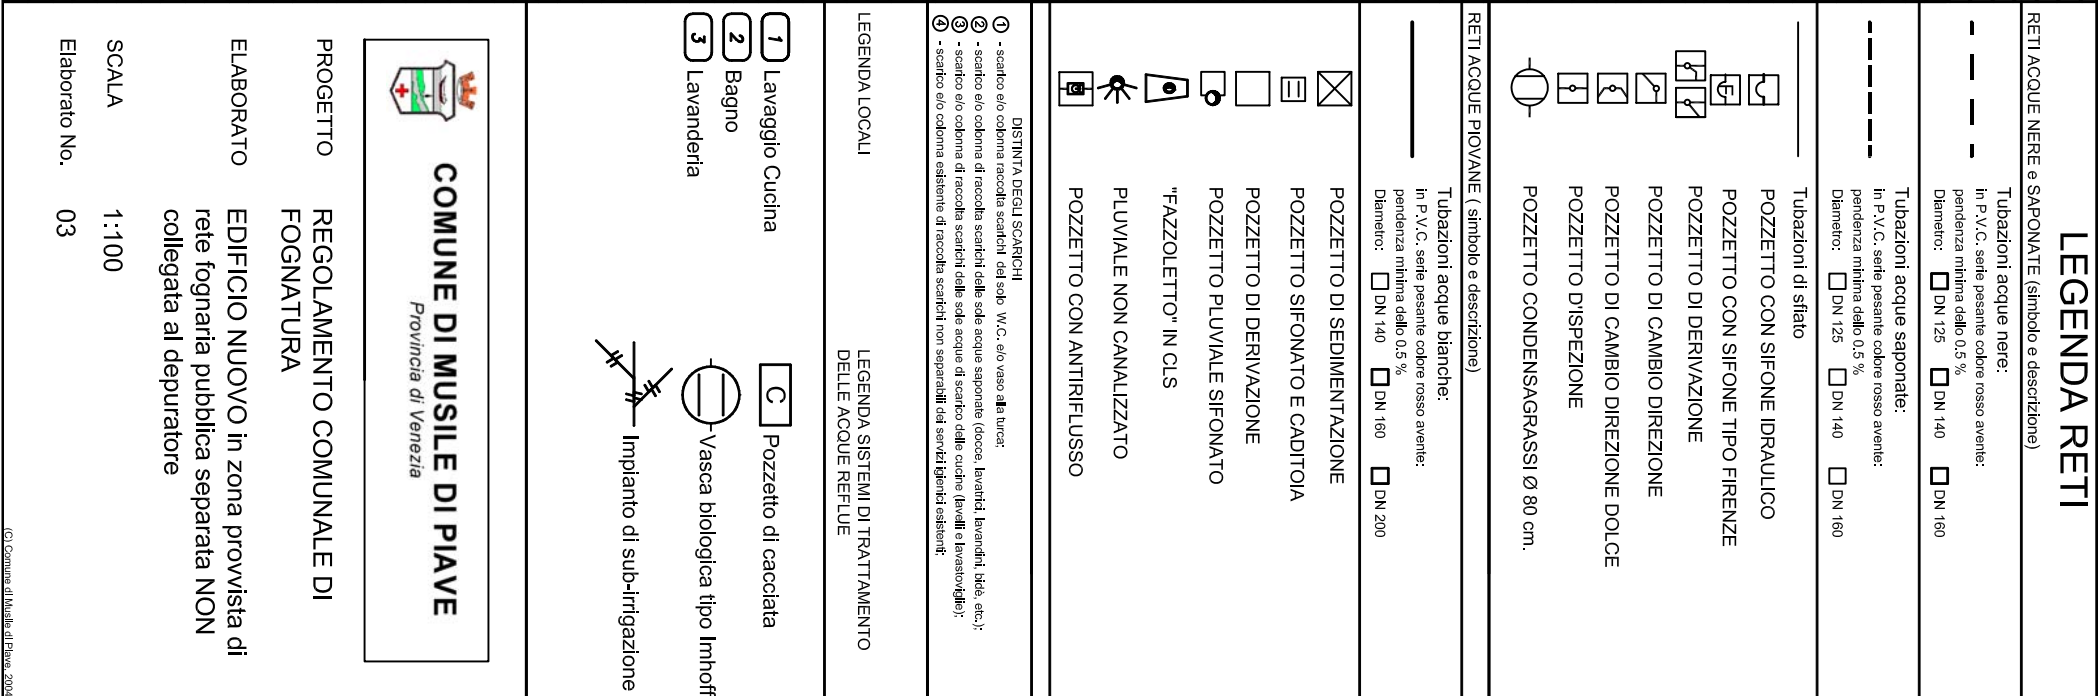 LEGENDA RETI
RETI ACQUE NERE e SAPONATE (simbolo e descrizione)
Tubazioni acque nere:
in P.V.C. serie pesante colore rosso avente:
pendenza minima dello 0.5 %
Diametro: DN 125 DN 140 DN 160
Tubazioni acque saponate:
in P.V.C. serie pesante colore rosso avente:
pendenza minima dello 0.5 %
Diametro: DN 125 DN 140 DN 160
Tubazioni di sfiato
POZZETTO CON SIFONE IDRAULICO
POZZETTO CON SIFONE TIPO FIRENZE
POZZETTO DI DERIVAZIONE
POZZETTO DI CAMBIO DIREZIONE
POZZETTO DI CAMBIO DIREZIONE DOLCE
POZZETTO D'ISPEZIONE
POZZETTO CONDENSAGRASSI Ø 80 cm.
RETI ACQUE PIOVANE ( simbolo e descrizione)
Tubazioni acque bianche:
in P.V.C. serie pesante colore rosso avente:
pendenza minima dello 0.5 %
Diametro: DN 140 DN 160 DN 200
POZZETTO DI SEDIMENTAZIONE
POZZETTO SIFONATO E CADITOIA
POZZETTO DI DERIVAZIONE
POZZETTO PLUVIALE SIFONATO
"FAZZOLETTO" IN CLS
PLUVIALE NON CANALIZZATO
POZZETTO CON ANTIRIFLUSSO
DISTINTA DEGLI SCARICHI
1 - scarico e/o colonna raccolta scarichi del solo W.C. e/o vaso alla turca;
2 - scarico e/o colonna di raccolta scarichi delle sole acque saponate (docce, lavatrici, lavandini, bidè, etc.);
3 - scarico e/o colonna di raccolta scarichi delle sole acque di scarico delle cucine (lavelli e lavastoviglie);
4 - scarico e/o colonna esistente di raccolta scarichi non separabili dei servizi igienici esistenti;
LEGENDA LOCALI
1 Lavaggio Cucina
2 Bagno
3 Lavanderia
LEGENDA SISTEMI DI TRATTAMENTO
DELLE ACQUE REFLUE
C Pozzetto di cacciata
Vasca biologica tipo Imhoff
Impianto di sub-irrigazione
COMUNE DI MUSILE DI PIAVE
Provincia di Venezia
PROGETTO REGOLAMENTO COMUNALE DI
FOGNATURA
ELABORATO EDIFICIO NUOVO in zona provvista di
rete fognaria pubblica separata NON
collegata al depuratore
SCALA 1:100
Elaborato No. 03
(C) Comune di Musile di Piave, 2004